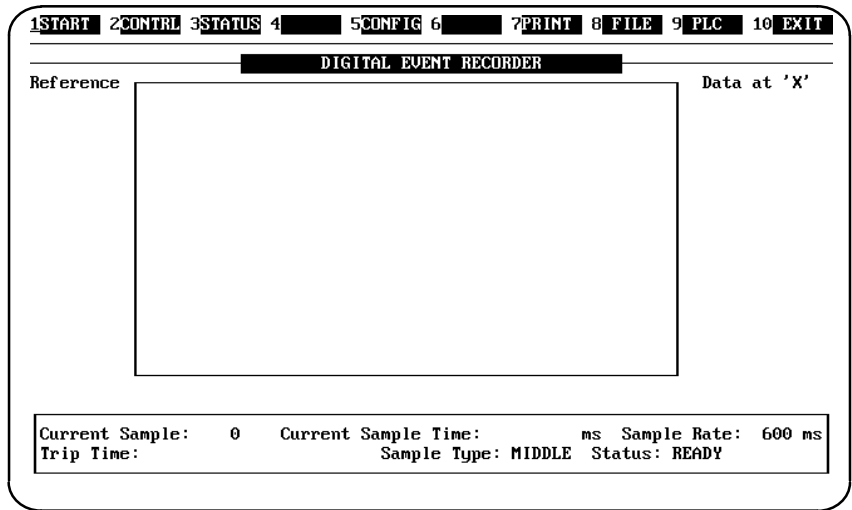 1START 2CONTRL 3STATUS 4 5CONFIG 6 7PRINT 8 FILE 9 PLC 10 EXIT
DIGITAL EVENT RECORDER
Reference Data at 'X'
Current Sample: 0 Current Sample Time: ms Sample Rate: 600 ms
Trip Time: Sample Type: MIDDLE Status: READY